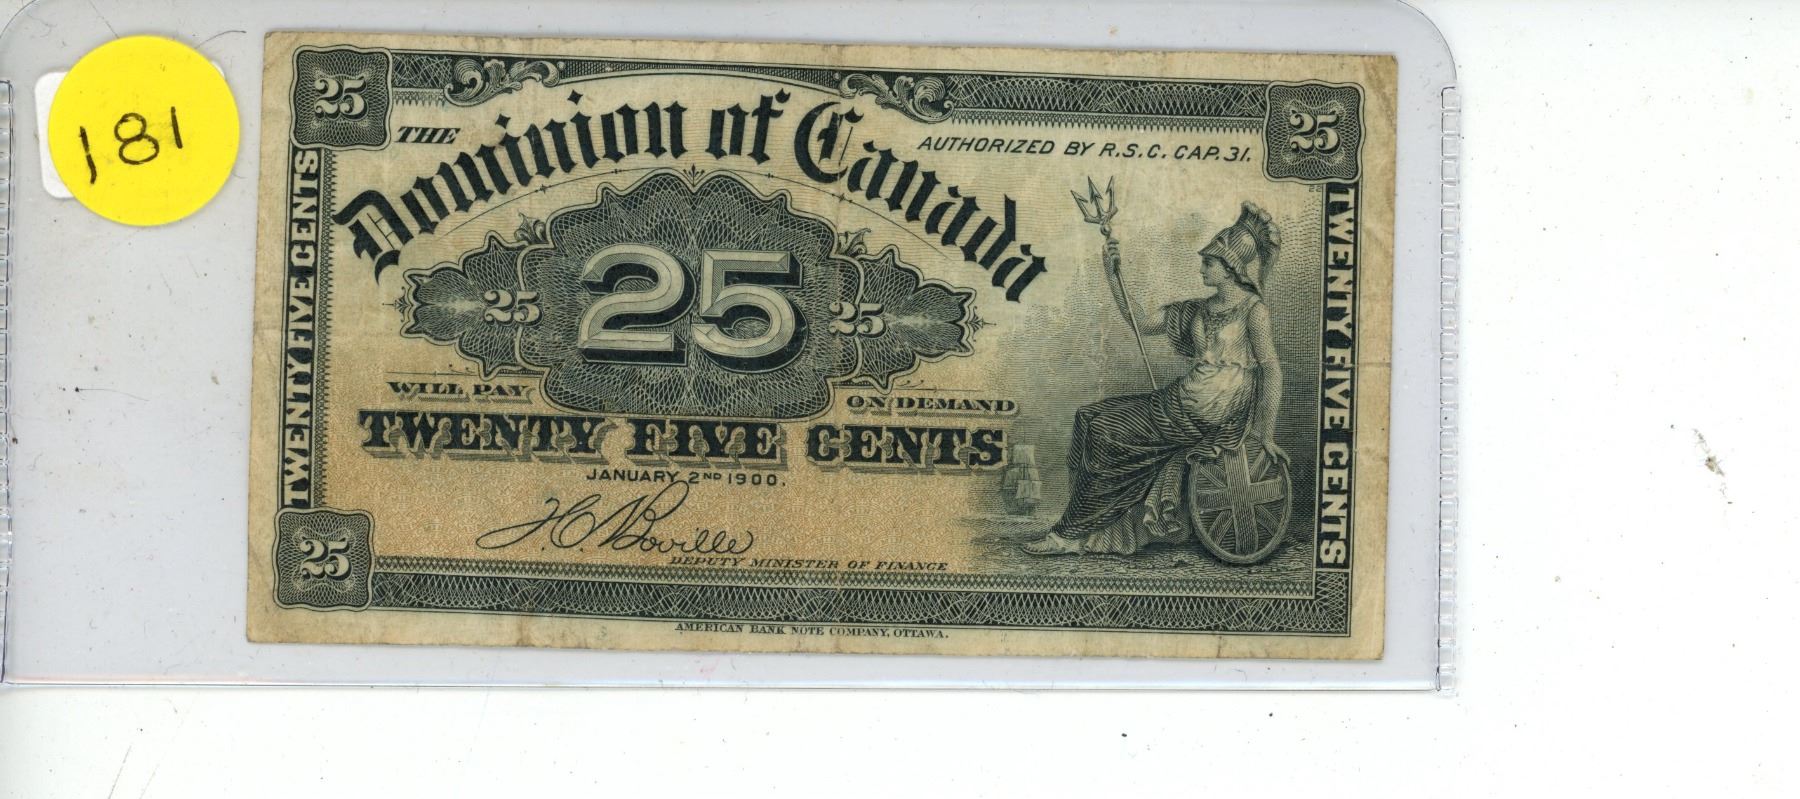 181
25
25
THE
Dominion of Canada
AUTHORIZED BY R.S.C. CAP. 31.
TWENTY FIVE CENTS
25
25
25
WILL PAY
ON DEMAND
TWENTY FIVE CENTS
JANUARY 2ND 1900.
TWENTY FIVE CENTS
J.C. Boville
DEPUTY MINISTER OF FINANCE
25
AMERICAN BANK NOTE COMPANY, OTTAWA.